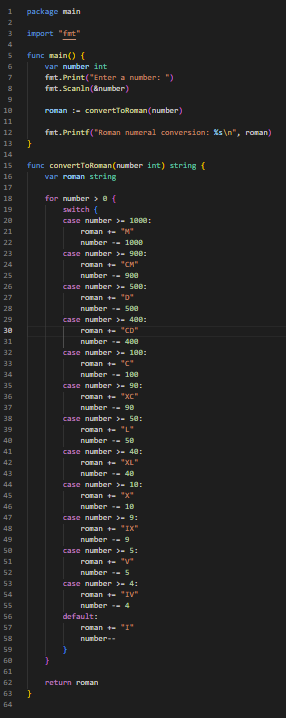 1 package main
2
3 import "fmt"
4
5 func main() {
6     var number int
7     fmt.Print("Enter a number: ")
8     fmt.Scanln(&number)
9
10     roman := convertToRoman(number)
11
12     fmt.Printf("Roman numeral conversion: %s\n", roman)
13 }
14
15 func convertToRoman(number int) string {
16     var roman string
17
18     for number > 0 {
19         switch {
20         case number >= 1000:
21             roman += "M"
22             number -= 1000
23         case number >= 900:
24             roman += "CM"
25             number -= 900
26         case number >= 500:
27             roman += "D"
28             number -= 500
29         case number >= 400:
30             roman += "CD"
31             number -= 400
32         case number >= 100:
33             roman += "C"
34             number -= 100
35         case number >= 90:
36             roman += "XC"
37             number -= 90
38         case number >= 50:
39             roman += "L"
40             number -= 50
41         case number >= 40:
42             roman += "XL"
43             number -= 40
44         case number >= 10:
45             roman += "X"
46             number -= 10
47         case number >= 9:
48             roman += "IX"
49             number -= 9
50         case number >= 5:
51             roman += "V"
52             number -= 5
53         case number >= 4:
54             roman += "IV"
55             number -= 4
56         default:
57             roman += "I"
58             number--
59         }
60     }
61
62     return roman
63 }
64